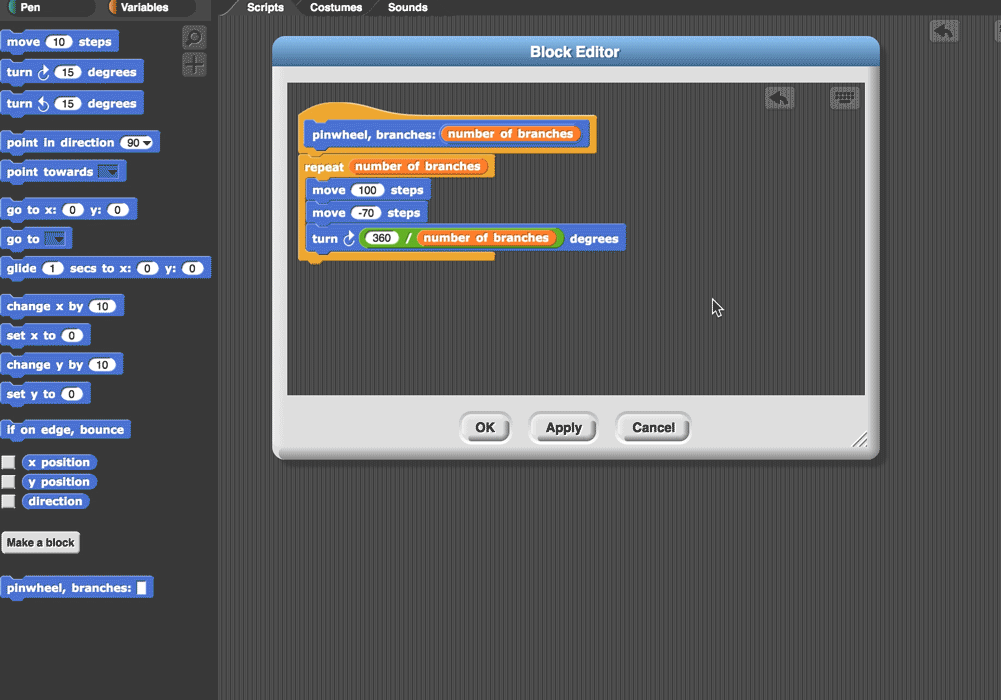 Pen Variables Scripts Costumes Sounds
move 10 steps
turn 15 degrees
turn 15 degrees
point in direction 90
point towards
go to x: 0 y: 0
go to
glide 1 secs to x: 0 y: 0
change x by 10
set x to 0
change y by 10
set y to 0
if on edge, bounce
x position
y position
direction
Make a block
pinwheel, branches:
Block Editor
pinwheel, branches: number of branches
repeat number of branches
move 100 steps
move -70 steps
turn 360 / number of branches degrees
OK Apply Cancel